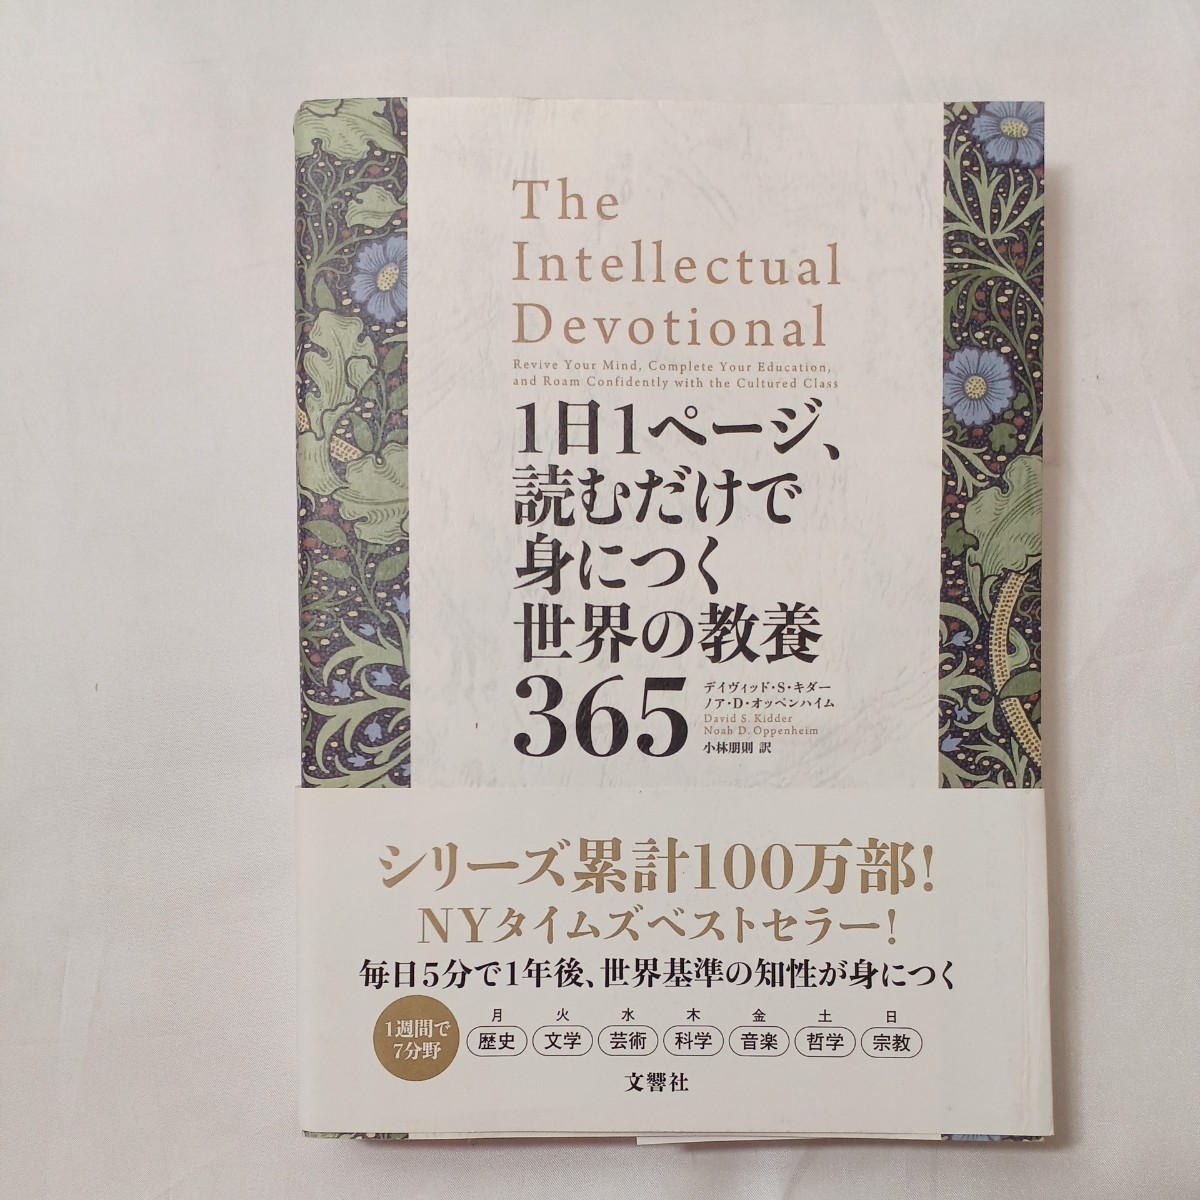 The
Intellectual
Devotional
Revive Your Mind, Complete Your Education,
and Roam Confidently with the Cultured Class
1日1ページ、
読むだけで
身につく
世界の教養
365
デイヴィッド・S・キダー
ノア・D・オッペンハイム
David S. Kidder
Noah D. Oppenheim
小林朋則 訳
シリーズ累計100万部!
NYタイムズベストセラー!
毎日5分で1年後、世界基準の知性が身につく
1週間で
7分野
月 火 水 木 金 土 日
歴史 文学 芸術 科学 音楽 哲学 宗教
文響社